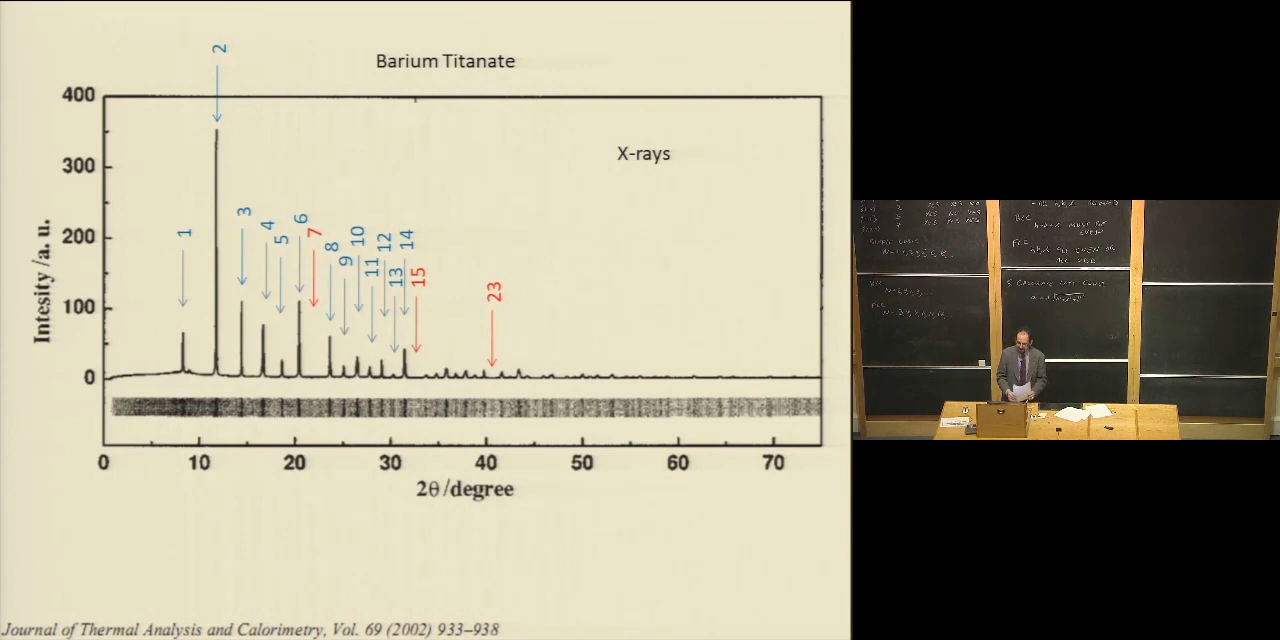 Barium Titanate
X-rays
2
1
3
4
5
6
7
8
9
10
11
12
13
14
15
23
400
300
200
100
0
Intesity /a. u.
0 10 20 30 40 50 60 70
2θ /degree
Journal of Thermal Analysis and Calorimetry, Vol. 69 (2002) 933–938
BCC
FCC